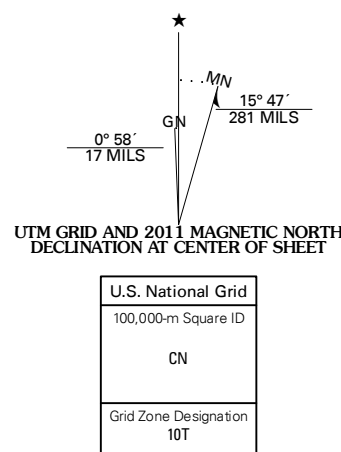 ★
MN
GN
15° 47´
281 MILS
0° 58´
17 MILS
UTM GRID AND 2011 MAGNETIC NORTH
DECLINATION AT CENTER OF SHEET
U.S. National Grid
100,000-m Square ID
CN
Grid Zone Designation
10T